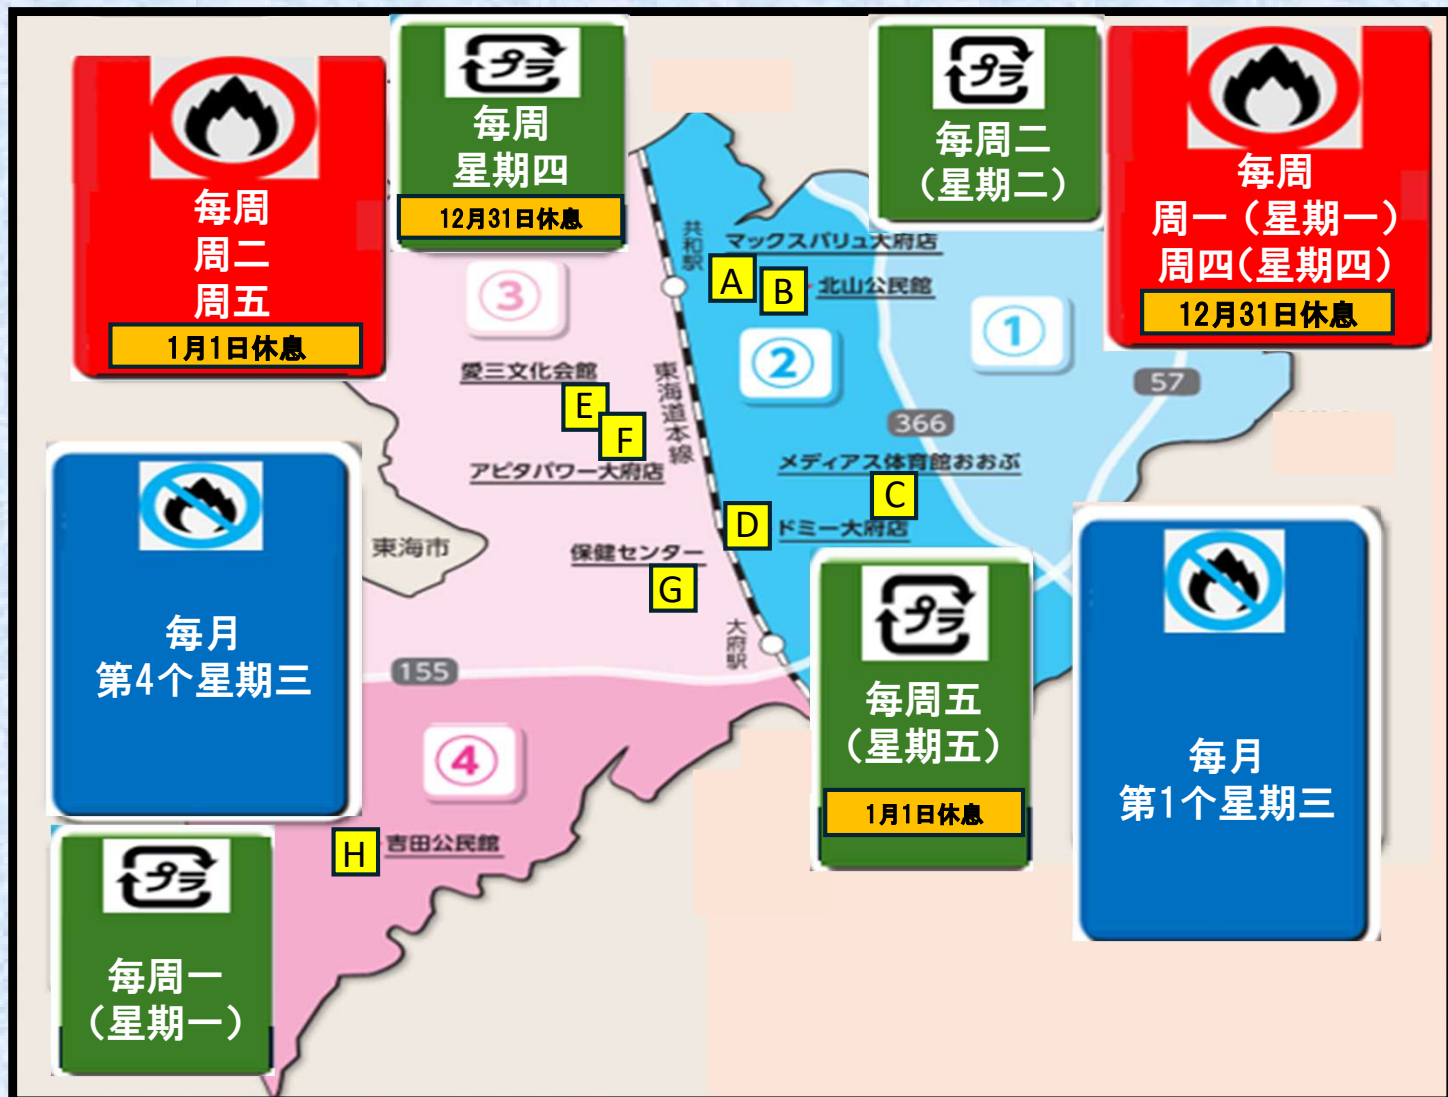 每周
周二
周五
1月1日休息
プラ
每周
星期四
12月31日休息
プラ
每周二
（星期二）
每周
周一（星期一）
周四(星期四)
12月31日休息
共和駅
マックスバリュ大府店
A
B
北山公民館
③
②
①
57
366
愛三文化会館
E
F
アピタパワー大府店
東海道本線
メディアス体育館おおぶ
C
D
ドミー大府店
東海市
保健センター
G
大府駅
155
每月
第4个星期三
プラ
每周五
（星期五）
1月1日休息
每月
第1个星期三
④
H
吉田公民館
プラ
每周一
（星期一）